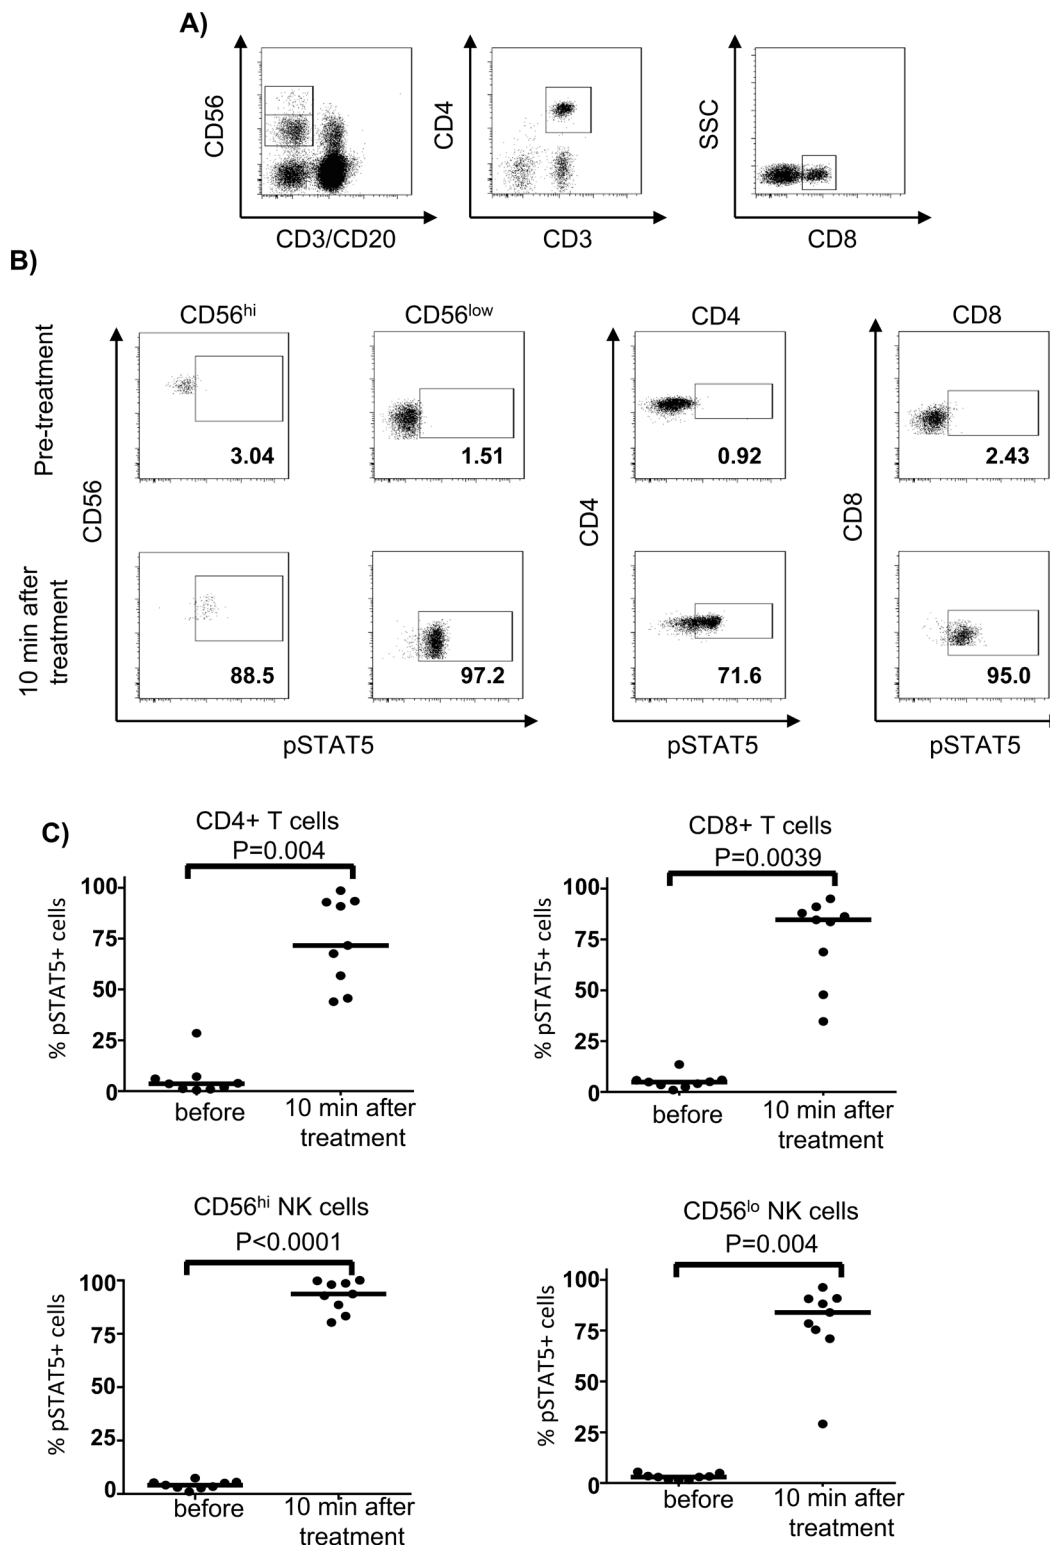 A)
CD56
CD3/CD20
CD4
CD3
SSC
CD8
B)
CD56hi
CD56low
CD4
CD8
Pre-treatment
3.04
1.51
0.92
2.43
CD56
CD4
CD8
10 min after
treatment
88.5
97.2
71.6
95.0
pSTAT5
pSTAT5
pSTAT5
C)
CD4+ T cells
P=0.004
% pSTAT5+ cells
100
75
50
25
0
before
10 min after
treatment
CD8+ T cells
P=0.0039
% pSTAT5+ cells
100
75
50
25
0
before
10 min after
treatment
CD56hi NK cells
P<0.0001
% pSTAT5+ cells
100
75
50
25
0
before
10 min after
treatment
CD56lo NK cells
P=0.004
% pSTAT5+ cells
100
75
50
25
0
before
10 min after
treatment